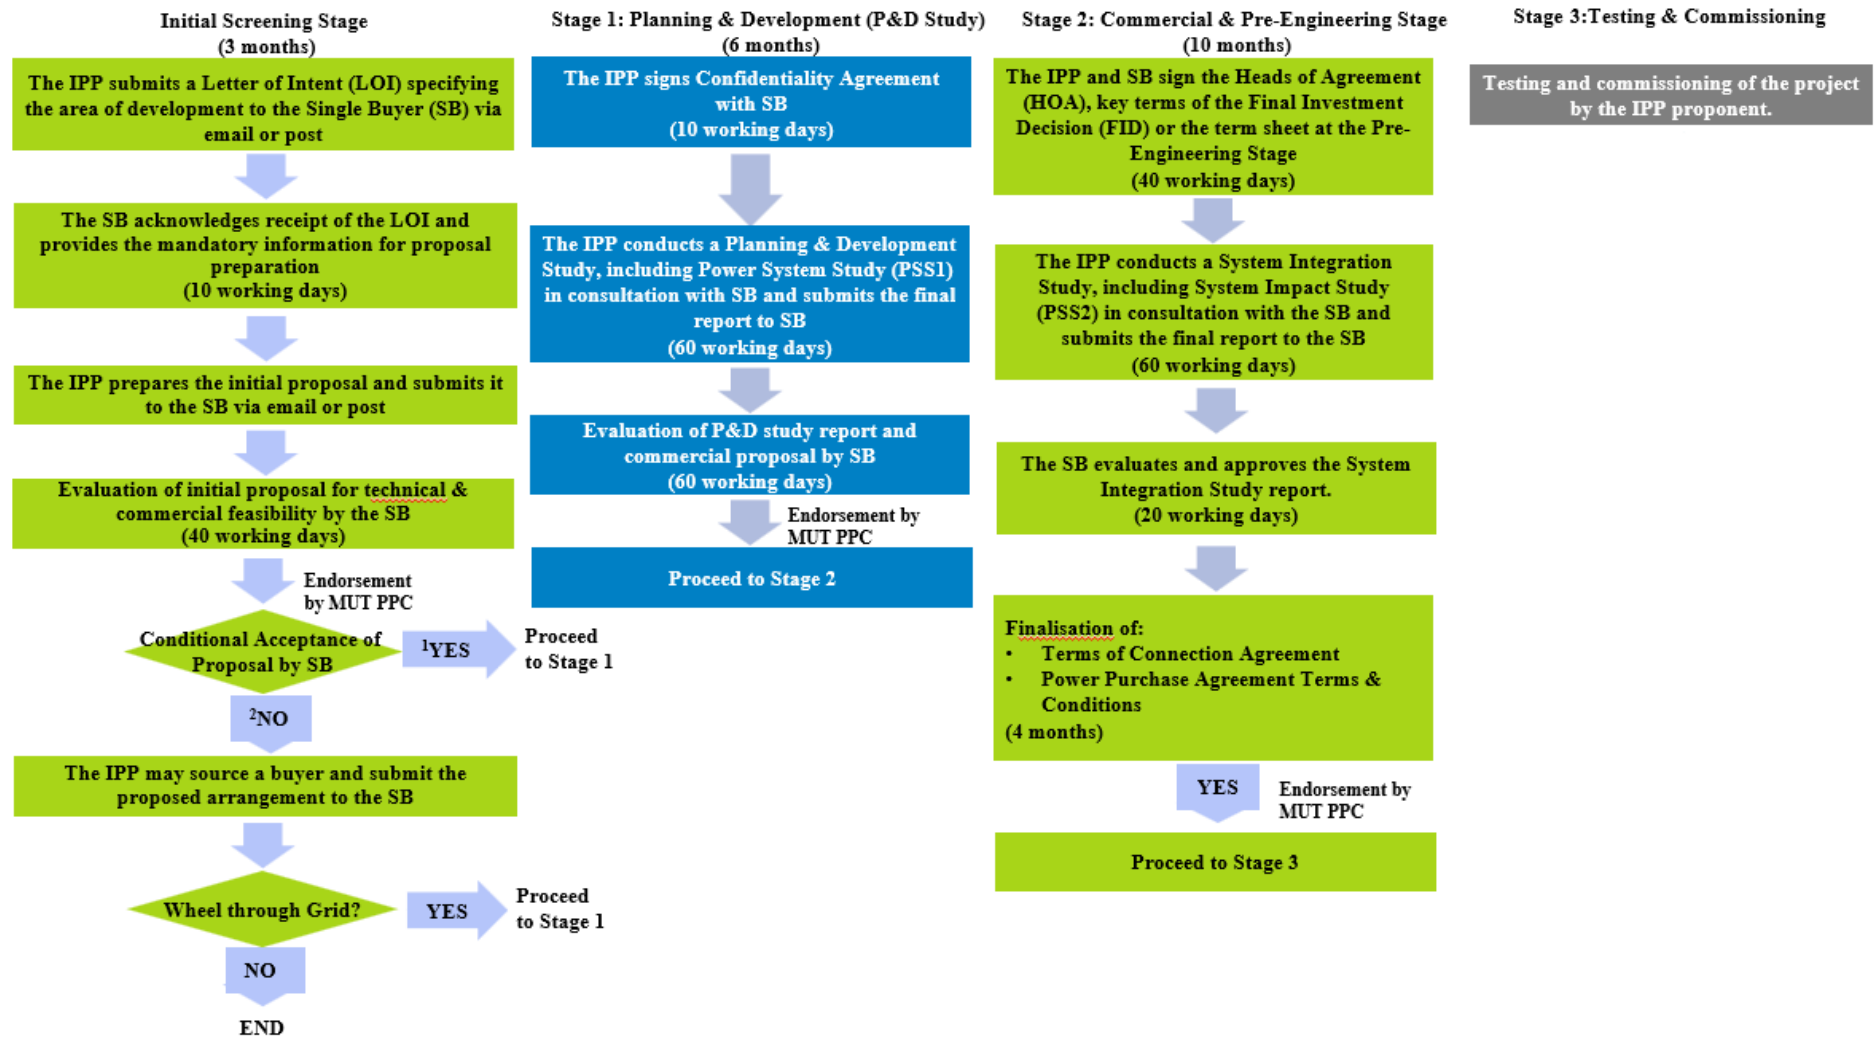 Initial Screening Stage
(3 months)
The IPP submits a Letter of Intent (LOI) specifying
the area of development to the Single Buyer (SB) via
email or post
The SB acknowledges receipt of the LOI and
provides the mandatory information for proposal
preparation
(10 working days)
The IPP prepares the initial proposal and submits it
to the SB via email or post
Evaluation of initial proposal for technical &
commercial feasibility by the SB
(40 working days)
Endorsement
by MUT PPC
Conditional Acceptance of
Proposal by SB
¹YES
Proceed
to Stage 1
²NO
The IPP may source a buyer and submit the
proposed arrangement to the SB
Wheel through Grid?
YES
Proceed
to Stage 1
NO
END
Stage 1: Planning & Development (P&D Study)
(6 months)
The IPP signs Confidentiality Agreement
with SB
(10 working days)
The IPP conducts a Planning & Development
Study, including Power System Study (PSS1)
in consultation with SB and submits the final
report to SB
(60 working days)
Evaluation of P&D study report and
commercial proposal by SB
(60 working days)
Endorsement by
MUT PPC
Proceed to Stage 2
Stage 2: Commercial & Pre-Engineering Stage
(10 months)
The IPP and SB sign the Heads of Agreement
(HOA), key terms of the Final Investment
Decision (FID) or the term sheet at the Pre-
Engineering Stage
(40 working days)
The IPP conducts a System Integration
Study, including System Impact Study
(PSS2) in consultation with the SB and
submits the final report to the SB
(60 working days)
The SB evaluates and approves the System
Integration Study report.
(20 working days)
Finalisation of:
• Terms of Connection Agreement
• Power Purchase Agreement Terms &
Conditions
(4 months)
YES
Endorsement by
MUT PPC
Proceed to Stage 3
Stage 3:Testing & Commissioning
Testing and commissioning of the project
by the IPP proponent.